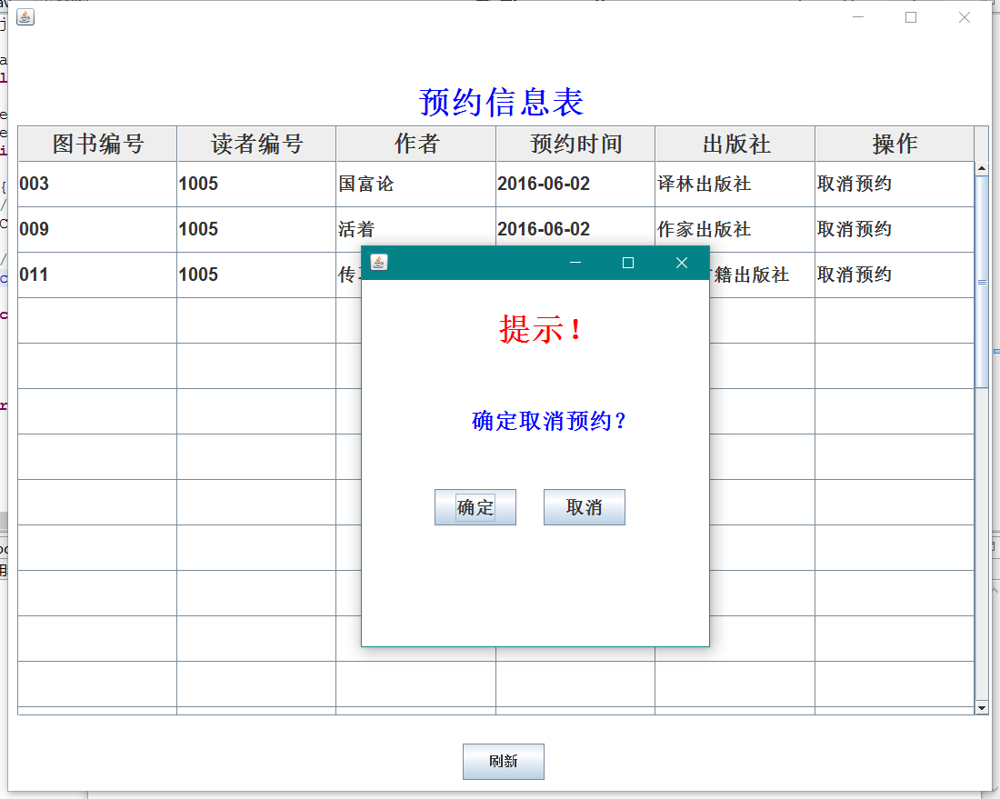 预约信息表
图书编号 读者编号 作者 预约时间 出版社 操作
003 1005 国富论 2016-06-02 译林出版社 取消预约
009 1005 活着 2016-06-02 作家出版社 取消预约
011 1005 传 籍出版社 取消预约
提示！
确定取消预约？
确定 取消
刷新